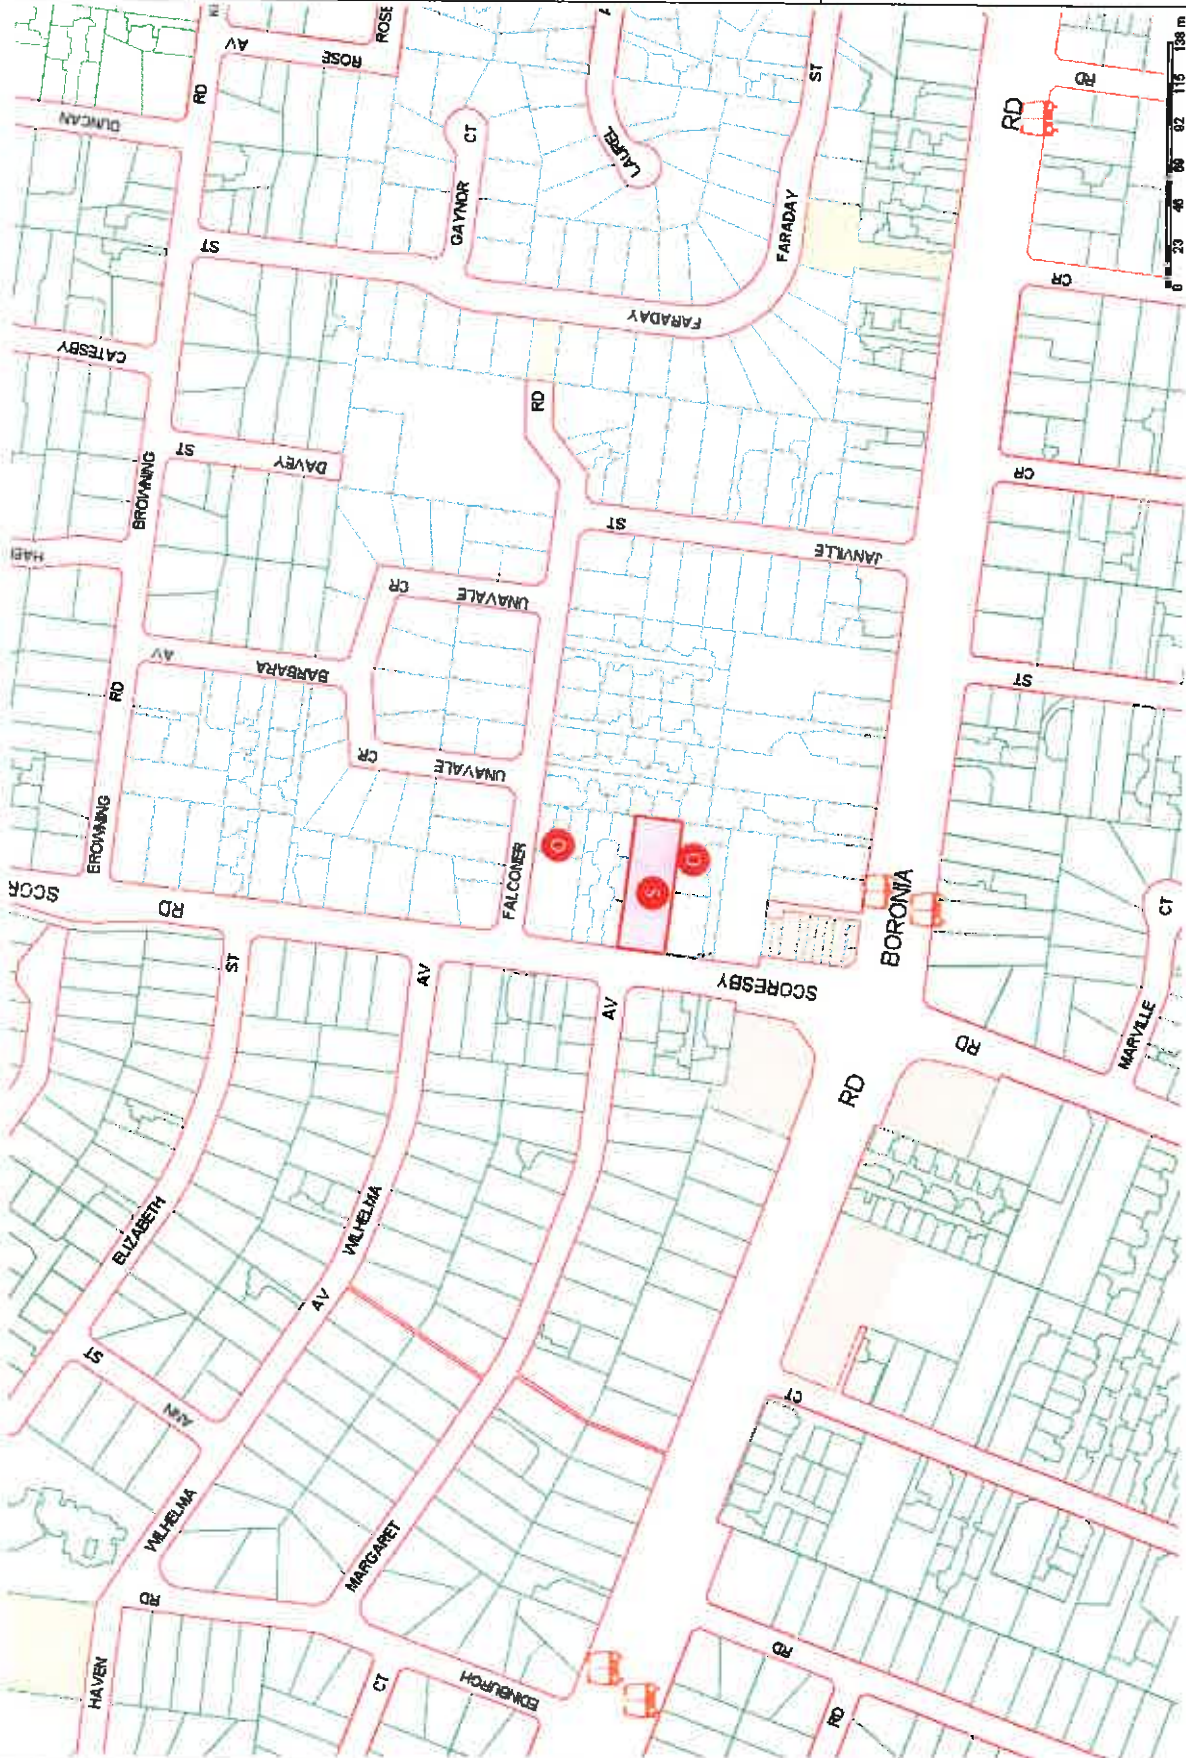 ROSE
AV
ROSE
RD
DUNCAN
CT
GAYNOR
LAUREL
ST
FARADAY
ST
FARADAY
RD
RD
138 m
115
92
46
23
0
CR
CATESBY
BROWNING
ST
DAVEY
RD
ST
JANVILLE
CR
UNAVALE
CR
AV
BARBARA
RD
CR
UNAVALE
ST
BROWNING
SCOR
RD
FALCONER
O
S
O
BORONIA
CT
ST
AV
AV
SCORESBY
RD
RD
MARVILLE
ELIZABETH
WILHELMA
AV
ST
ANN
CT
WILHELMA
MARGARET
RD
HAVEN
CT
EDINBURGH
RD
RD